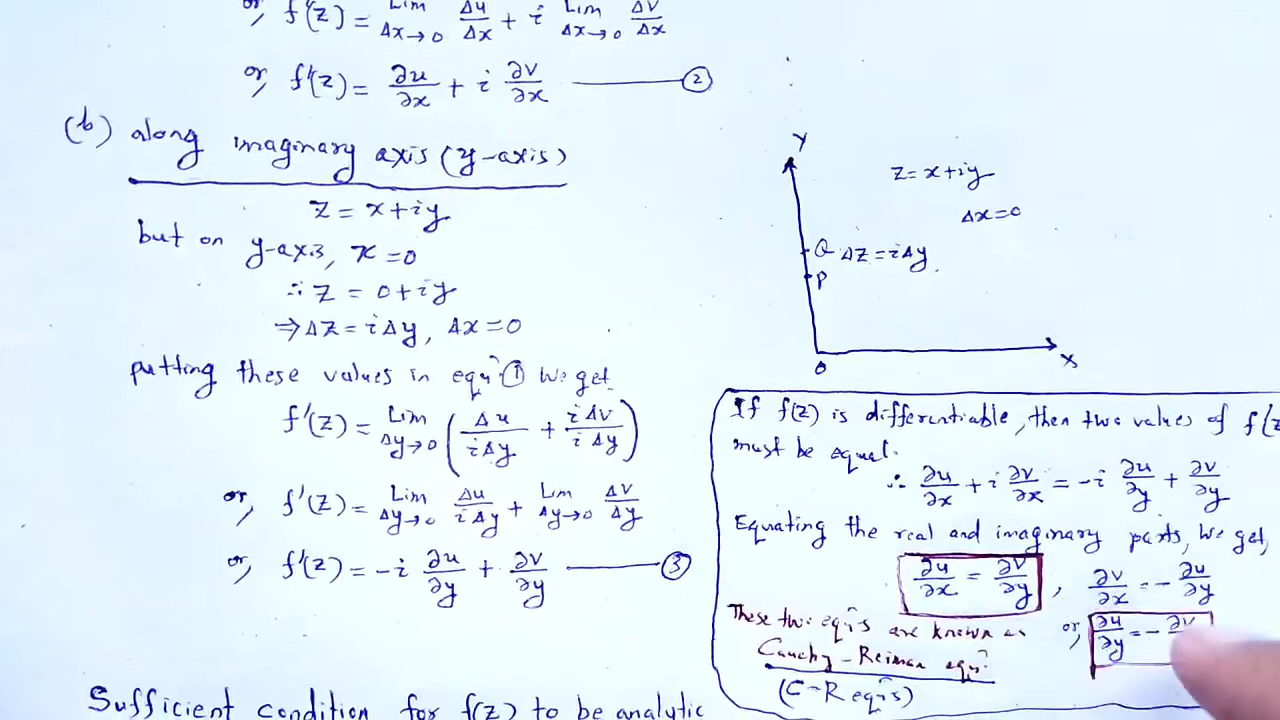 or, f'(z) = Lim Δx→0 Δu/Δx + i Lim Δx→0 Δv/Δx
or, f'(z) = ∂u/∂x + i ∂v/∂x ——— ②
(b) along imaginary axis (y-axis)
z = x+iy
but on y-axis, x = 0
∴ z = 0+iy
⇒ Δz = iΔy, Δx = 0
putting these values in eqn ① we get
f'(z) = Lim Δy→0 (Δu/iΔy + iΔv/iΔy)
or, f'(z) = Lim Δy→0 Δu/iΔy + Lim Δy→0 Δv/Δy
or, f'(z) = -i ∂u/∂y + ∂v/∂y ——— ③
Sufficient condition for f(z) to be analytic
Y
z = x+iy
Δx = 0
Q Δz = iΔy
P
O
X
If f(z) is differentiable, then two values of f(z
must be equal.
∴ ∂u/∂x + i ∂v/∂x = -i ∂u/∂y + ∂v/∂y
Equating the real and imaginary parts, we get,
∂u/∂x = ∂v/∂y , ∂v/∂x = - ∂u/∂y
These two eqns are known as or, ∂u/∂y = - ∂v
Cauchy-Reiman eqn
(C-R eqns)